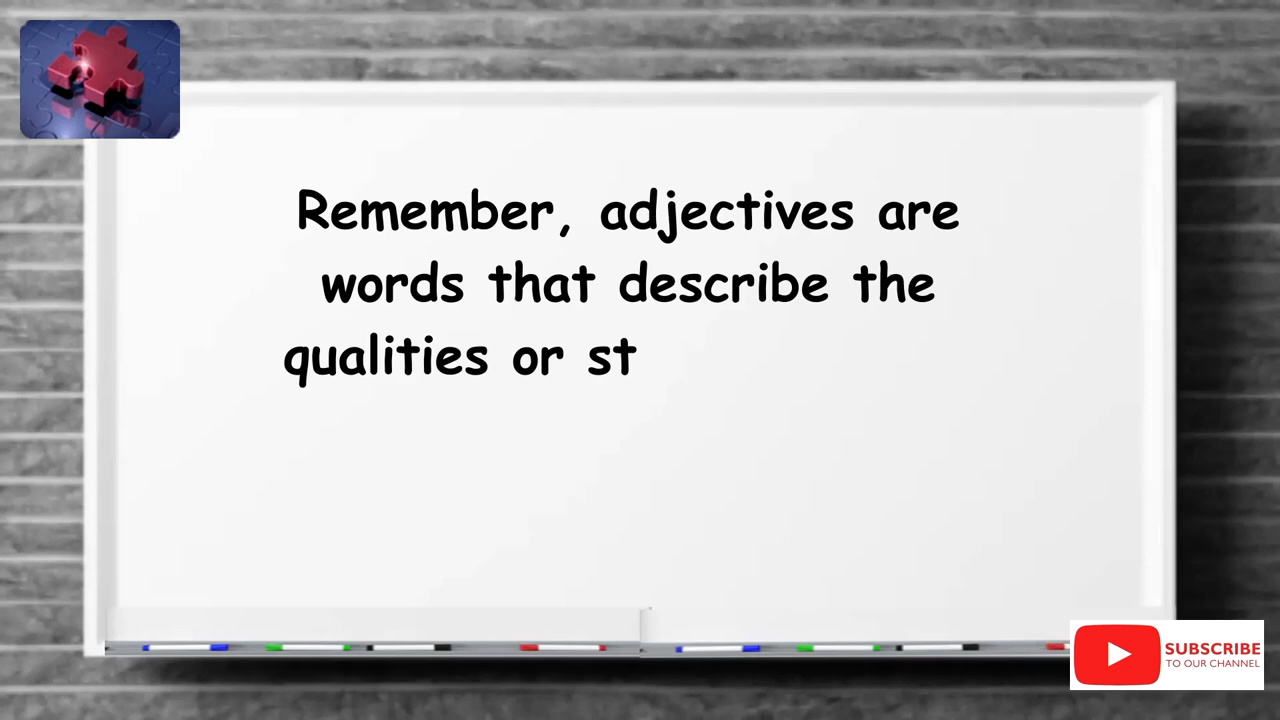 Remember, adjectives are
words that describe the
qualities or st
SUBSCRIBE
TO OUR CHANNEL